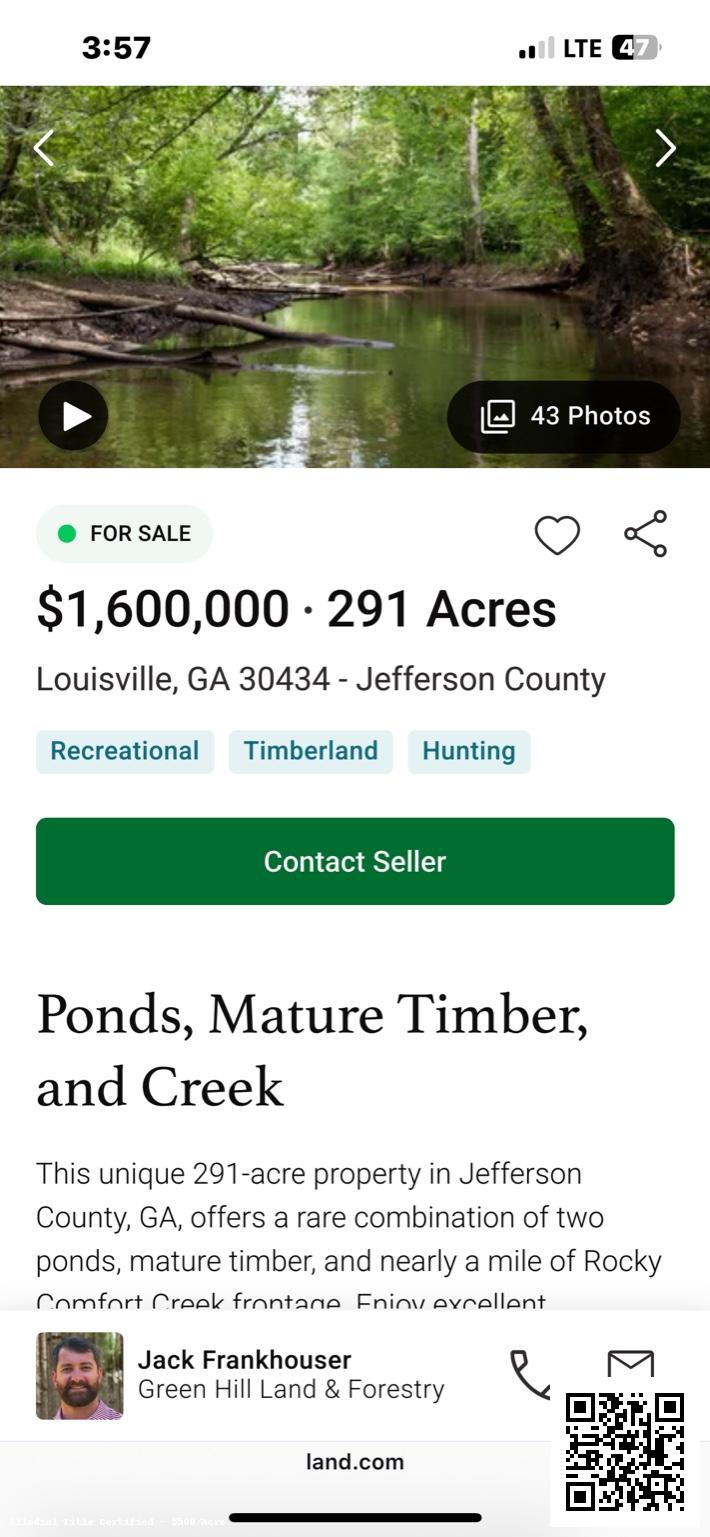 3:57
LTE 47
43 Photos
FOR SALE
$1,600,000 · 291 Acres
Louisville, GA 30434 - Jefferson County
Recreational Timberland Hunting
Contact Seller
Ponds, Mature Timber,
and Creek
This unique 291-acre property in Jefferson
County, GA, offers a rare combination of two
ponds, mature timber, and nearly a mile of Rocky
Comfort Creek frontage. Enjoy excellent
Jack Frankhouser
Green Hill Land & Forestry
land.com
Allodial Title Certified - $500/Acre